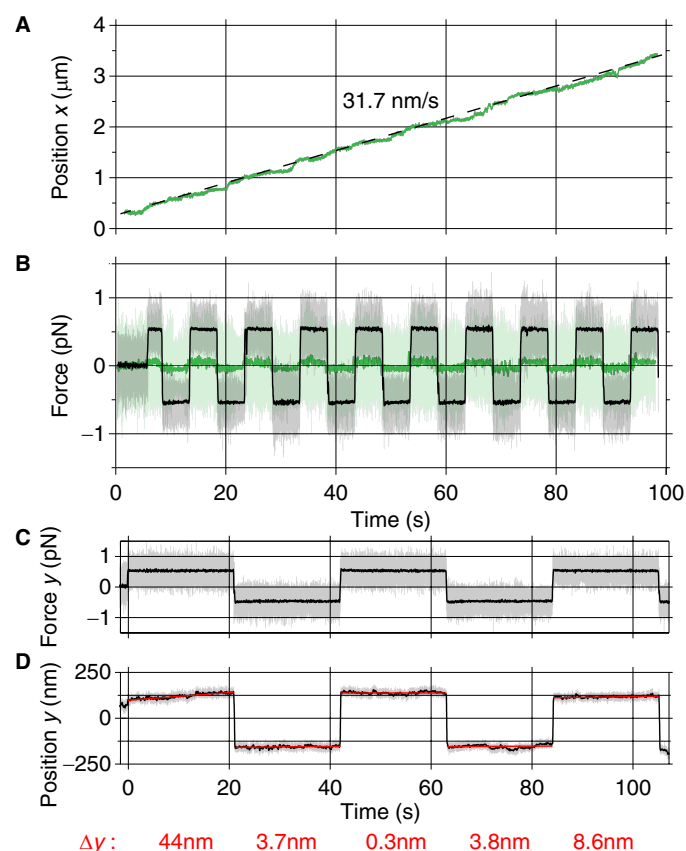 A
Position x (μm)
4
3
2
1
0
31.7 nm/s
B
Force (pN)
1
0
−1
0 20 40 60 80 100
Time (s)
C
Force y (pN)
1
0
−1
D
Position y (nm)
250
0
−250
0 20 40 60 80 100
Time (s)
Δy : 44nm 3.7nm 0.3nm 3.8nm 8.6nm